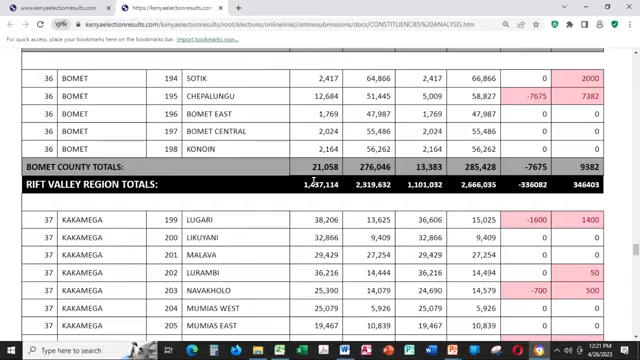 www.kenyaelectionresults.com
https://kenyaelectionresults.com
https://kenyaelectionresults.com/kenyaelectionresults/root/elections/onlinelinks/onlinesubmissions/docs/CONSTITUENCIES%20ANALYSIS.htm
For quick access, place your bookmarks here on the bookmarks bar. Import bookmarks now...
36 BOMET 194 SOTIK 2,417 64,866 2,417 66,866 0 2000
36 BOMET 195 CHEPALUNGU 12,684 51,445 5,009 58,827 -7675 7382
36 BOMET 196 BOMET EAST 1,769 47,987 1,769 47,987 0 0
36 BOMET 197 BOMET CENTRAL 2,024 55,486 2,024 55,486 0 0
36 BOMET 198 KONOIN 2,164 56,262 2,164 56,262 0 0
BOMET COUNTY TOTALS: 21,058 276,046 13,383 285,428 -7675 9382
RIFT VALLEY REGION TOTALS: 1,437,114 2,319,632 1,101,032 2,666,035 -336082 346403
37 KAKAMEGA 199 LUGARI 38,206 13,625 36,606 15,025 -1600 1400
37 KAKAMEGA 200 LIKUYANI 32,866 9,409 32,866 9,409 0 0
37 KAKAMEGA 201 MALAVA 29,429 27,254 29,429 27,254 0 0
37 KAKAMEGA 202 LURAMBI 36,216 14,444 36,216 14,494 0 50
37 KAKAMEGA 203 NAVAKHOLO 25,390 14,079 24,690 14,579 -700 500
37 KAKAMEGA 204 MUMIAS WEST 25,079 5,926 25,079 5,926 0 0
37 KAKAMEGA 205 MUMIAS EAST 19,467 10,839 19,467 10,839 0 0
Type here to search
12:21 PM
4/26/2023